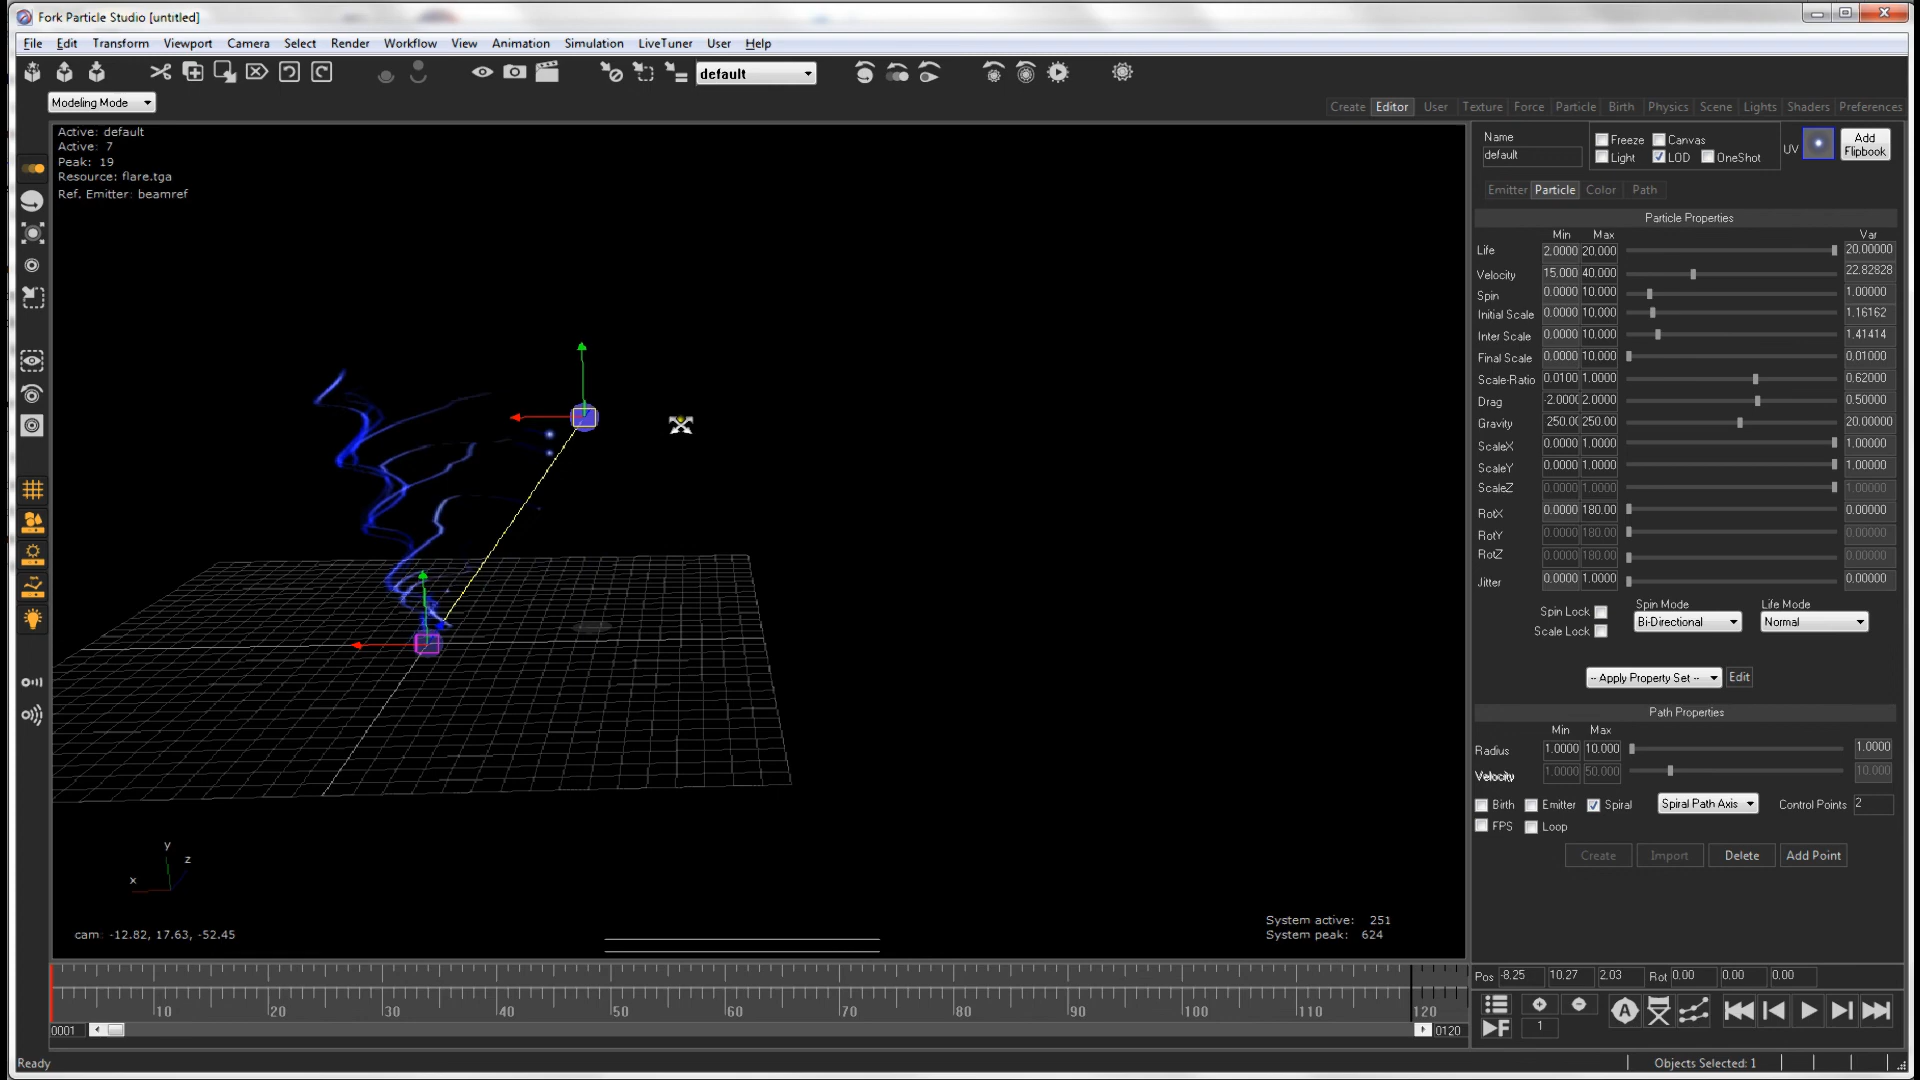 Fork Particle Studio [untitled]
File Edit Transform Viewport Camera Select Render Workflow View Animation Simulation LiveTuner User Help
default
Modeling Mode
Create Editor User Texture Force Particle Birth Physics Scene Lights Shaders Preferences
Active: default
Active: 7
Peak: 19
Resource: flare.tga
Ref. Emitter: beamref
Name
default
Freeze Canvas
Light LOD OneShot
UV
Add
Flipbook
Emitter Particle Color Path
Particle Properties
Min Max Var
Life 2.0000 20.000 20.00000
Velocity 15.000 40.000 22.82828
Spin 0.0000 10.000 1.00000
Initial Scale 0.0000 10.000 1.16162
Inter Scale 0.0000 10.000 1.41414
Final Scale 0.0000 10.000 0.01000
Scale-Ratio 0.0100 1.0000 0.62000
Drag -2.0000 2.0000 0.50000
Gravity 250.00 250.00 20.00000
ScaleX 0.0000 1.0000 1.00000
ScaleY 0.0000 1.0000 1.00000
ScaleZ 0.0000 1.0000 1.00000
RotX 0.0000 180.00 0.00000
RotY 0.0000 180.00 0.00000
RotZ 0.0000 180.00 0.00000
Jitter 0.0000 1.0000 0.00000
Spin Lock
Scale Lock
Spin Mode
Bi-Directional
Life Mode
Normal
-- Apply Property Set -- Edit
Path Properties
Min Max
Radius 1.0000 10.000 1.0000
Velocity 1.0000 50.000 10.000
Birth Emitter Spiral Spiral Path Axis Control Points 2
FPS Loop
Create Import Delete Add Point
y
z
x
cam: -12.82, 17.63, -52.45
System active: 251
System peak: 624
10 20 30 40 50 60 70 80 90 100 110 120
0001 0120
Pos -8.25 10.27 2.03 Rot 0.00 0.00 0.00
A
F
1
Ready
Objects Selected: 1